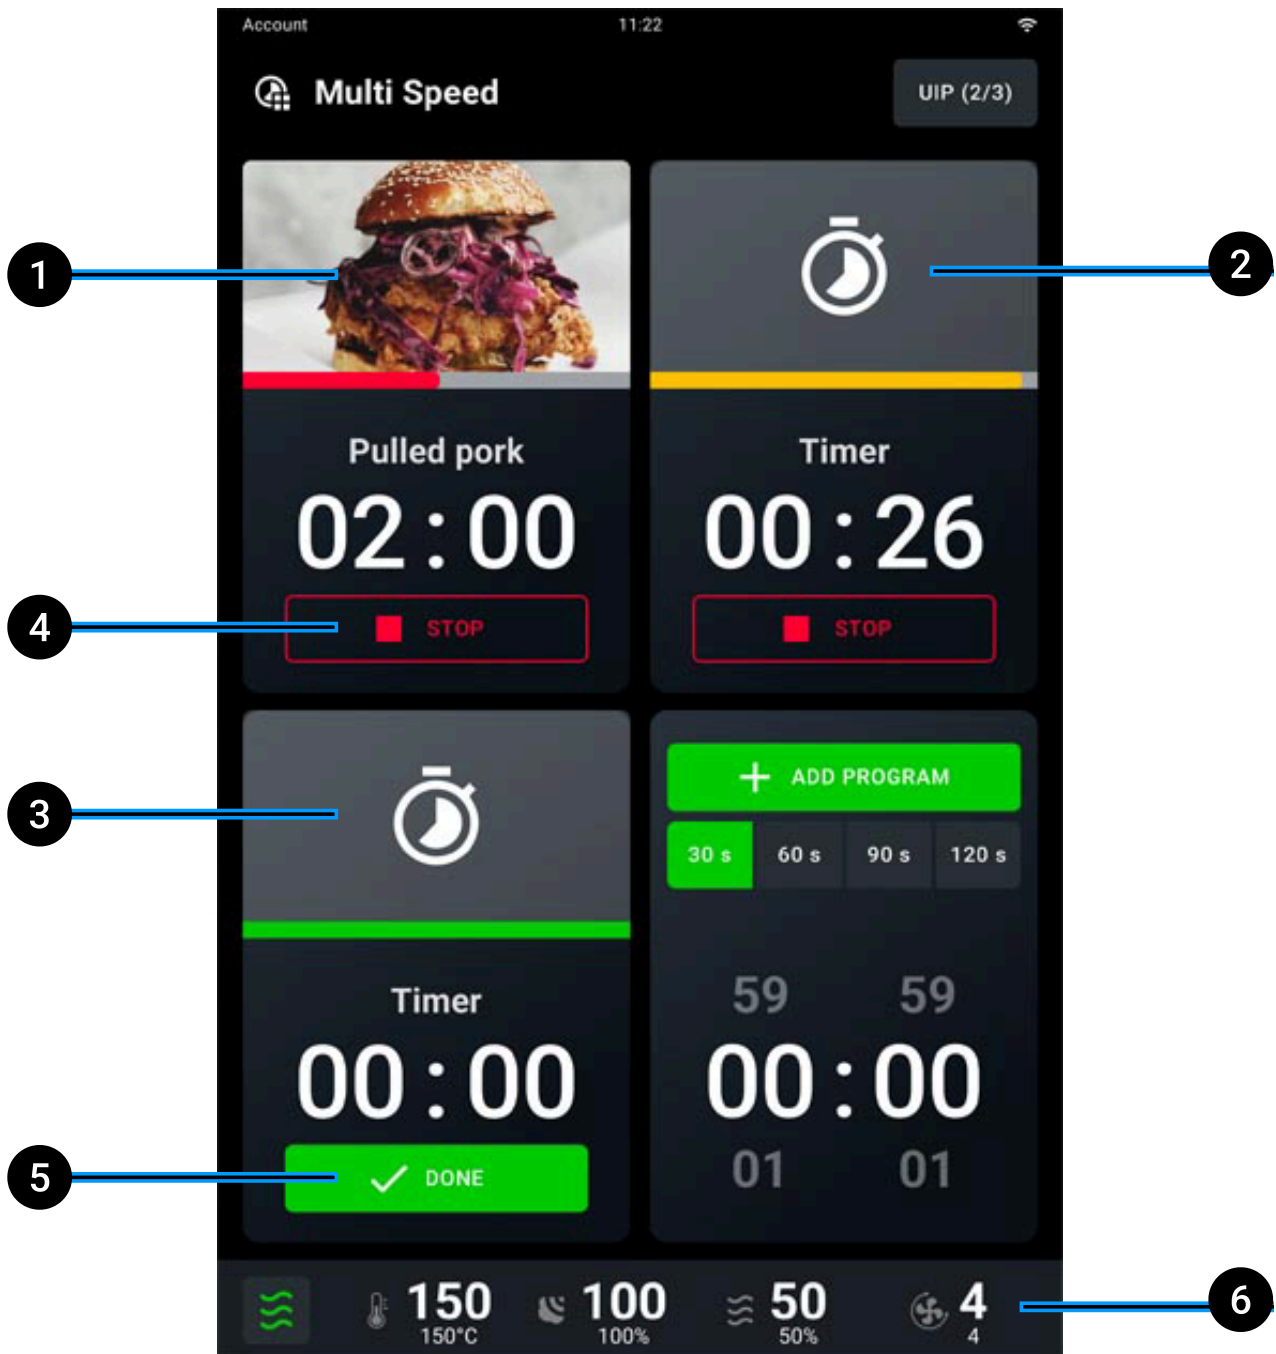 Account 11:22
Multi Speed UIP (2/3)
1
2
Pulled pork
02:00
STOP
Timer
00:26
STOP
4
3
Timer
00:00
DONE
5
ADD PROGRAM
30 s 60 s 90 s 120 s
59 59
00:00
01 01
150 100 50 4
150°C 100% 50% 4
6